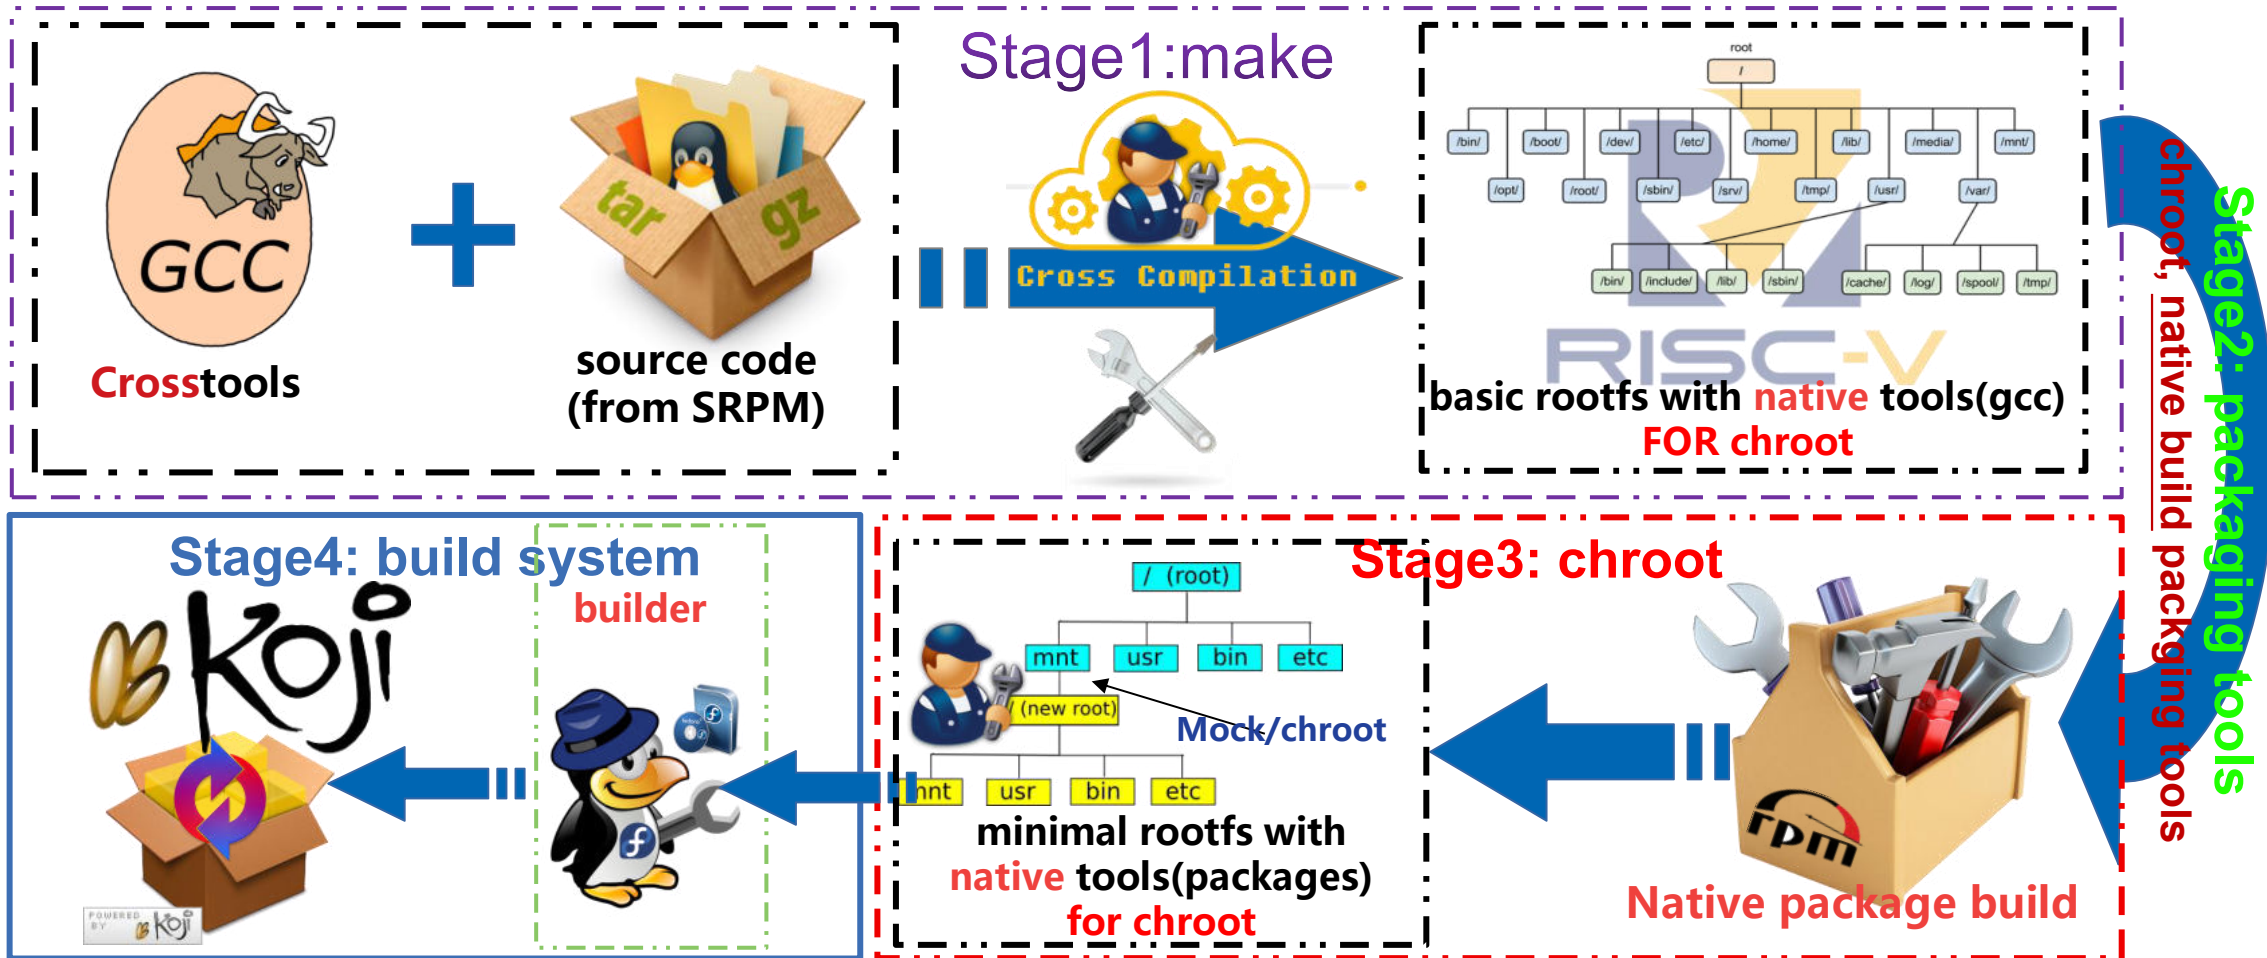 Stage1:make
GCC
Crosstools
tar
gz
source code
(from SRPM)
Cross Compilation
root
/
/bin/ /boot/ /dev/ /etc/ /home/ /lib/ /media/ /mnt/
/opt/ /root/ /sbin/ /srv/ /tmp/ /usr/ /var/
/bin/ /include/ /lib/ /sbin/ /cache/ /log/ /spool/ /tmp/
RISC-V
basic rootfs with native tools(gcc)
FOR chroot
Stage2: packaging tools
chroot, native build packging tools
Stage3: chroot
rpm
Native package build
/ (root)
mnt usr bin etc
/ (new root)
Mock/chroot
mnt usr bin etc
minimal rootfs with
native tools(packages)
for chroot
Stage4: build system
builder
Koji
POWERED
BY
Koji